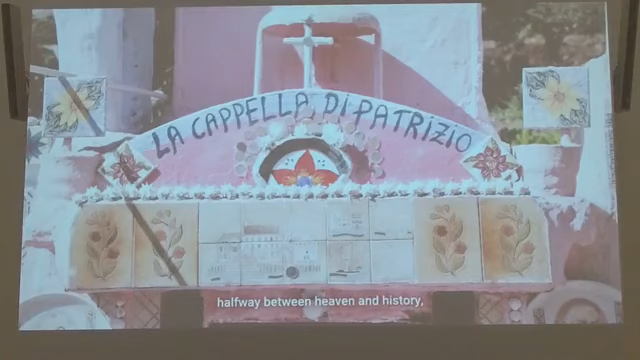 LA CAPPELLA DI PATRIZIO
halfway between heaven and history,